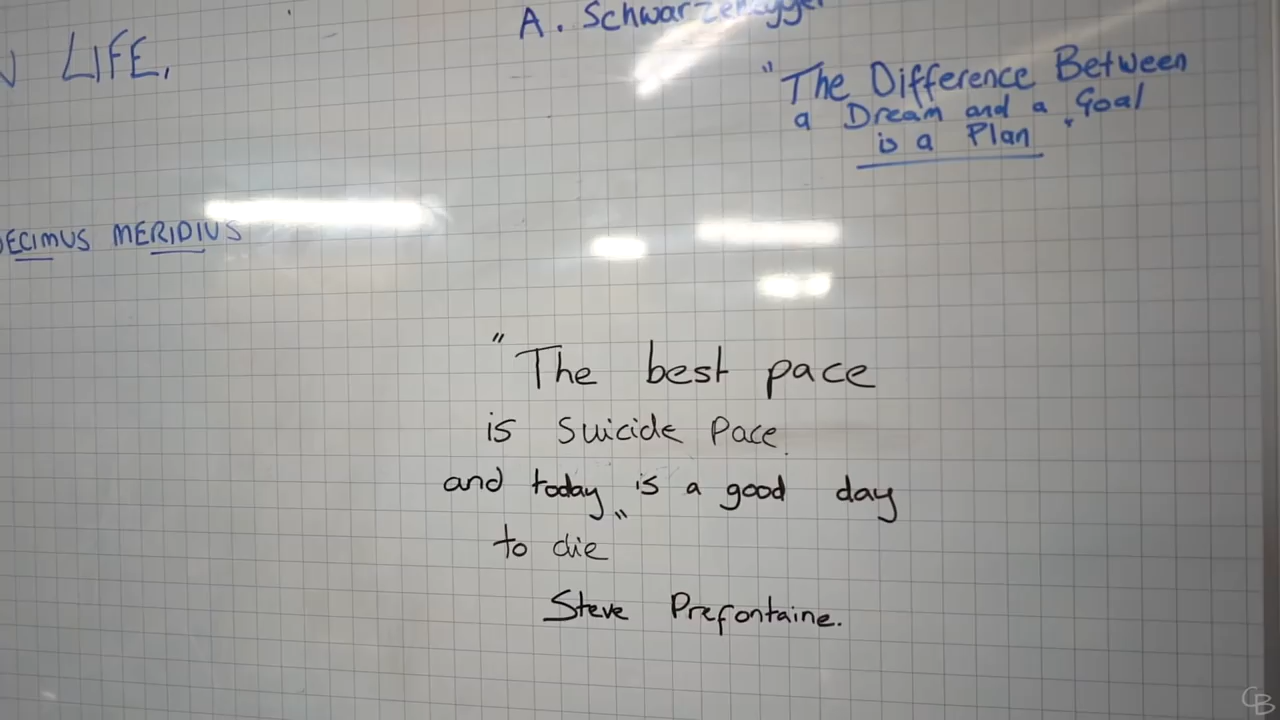 LIFE.
A. Schwarzenegger
"The Difference Between
a Dream and a Goal
is a Plan"
MERIDIUS
"The best pace
is suicide pace.
and today is a good day
to die"
Steve Prefontaine.
CB